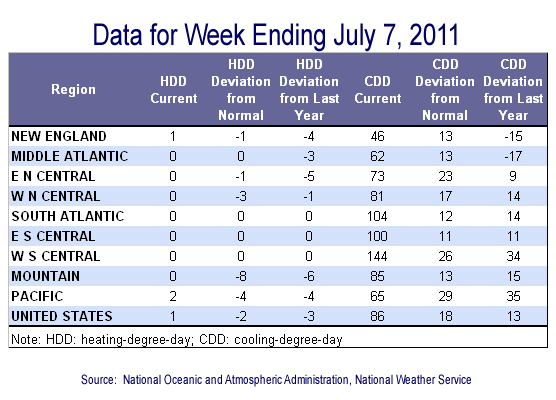 Data for Week Ending July 7, 2011
Region HDD Current HDD Deviation from Normal HDD Deviation from Last Year CDD Current CDD Deviation from Normal CDD Deviation from Last Year
NEW ENGLAND 1 -1 -4 46 13 -15
MIDDLE ATLANTIC 0 0 -3 62 13 -17
E N CENTRAL 0 -1 -5 73 23 9
W N CENTRAL 0 -3 -1 81 17 14
SOUTH ATLANTIC 0 0 0 104 12 14
E S CENTRAL 0 0 0 100 11 11
W S CENTRAL 0 0 0 144 26 34
MOUNTAIN 0 -8 -6 85 13 15
PACIFIC 2 -4 -4 65 29 35
UNITED STATES 1 -2 -3 86 18 13
Note: HDD: heating-degree-day; CDD: cooling-degree-day
Source: National Oceanic and Atmospheric Administration, National Weather Service